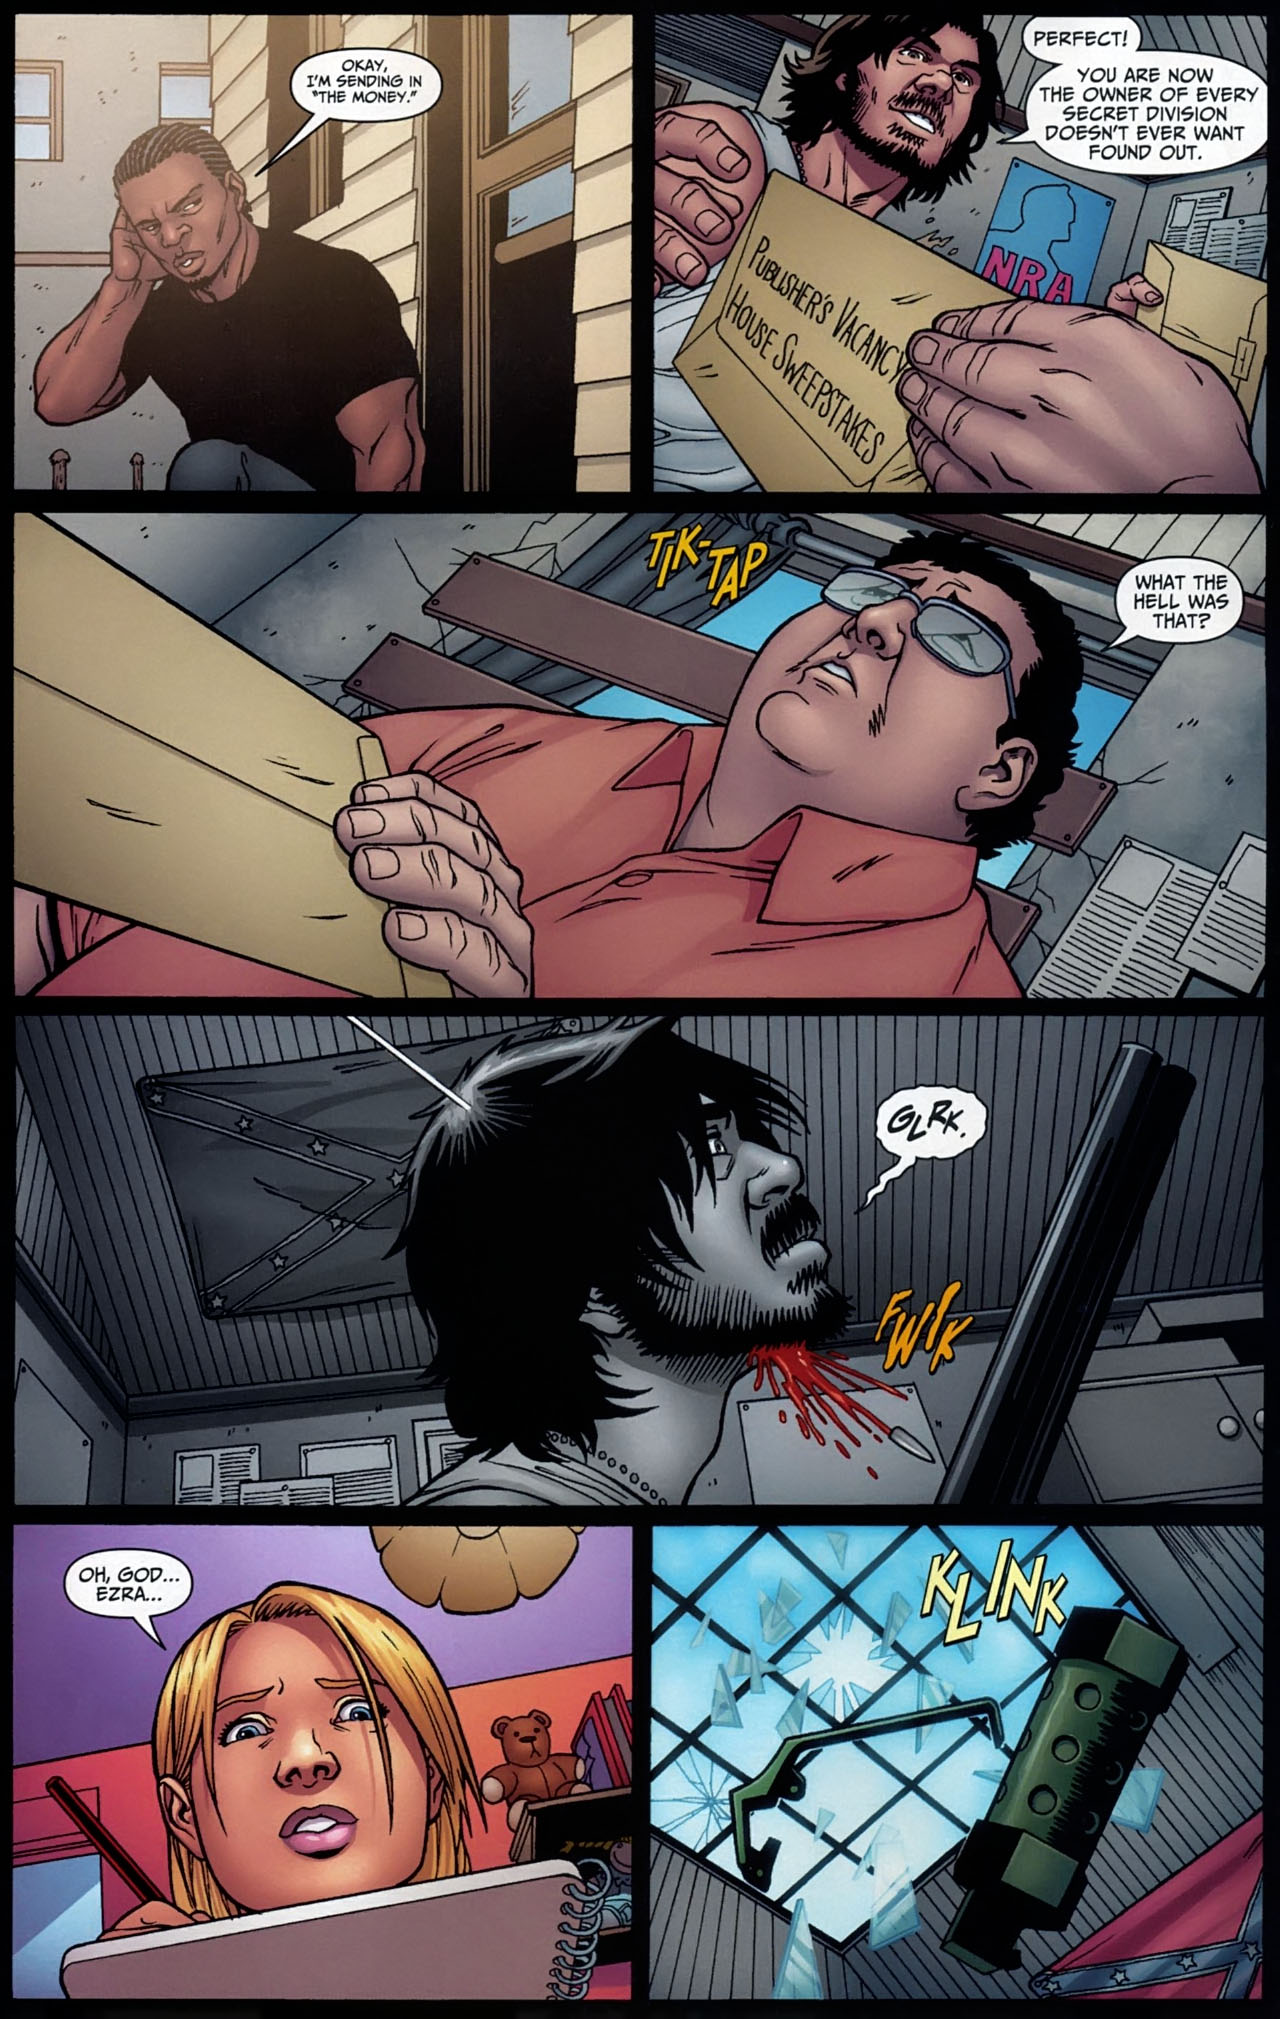 OKAY,
I'M SENDING IN
"THE MONEY."
PERFECT!
YOU ARE NOW
THE OWNER OF EVERY
SECRET DIVISION
DOESN'T EVER WANT
FOUND OUT.
NRA
PUBLISHER'S VACANCY
HOUSE SWEEPSTAKES
TIK-
TAP
WHAT THE
HELL WAS
THAT?
GLRK.
FWIK
OH, GOD...
EZRA...
KLINK